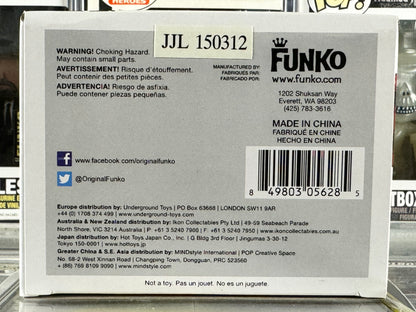 POP!
JJL 150312
WARNING! Choking Hazard.
May contain small parts.
AVERTISSEMENT! Risque d'étouffement.
Peut contenir des petites pièces.
ADVERTENCIA! Riesgo de asfixia.
Puede contener piezas pequeñas.
MANUFACTURED BY:
FABRIQUÉ PAR:
FABRICADO POR:
FUNKO
www.funko.com
1202 Shuksan Way
Everett, WA 98203
(425) 783-3616
MADE IN CHINA
FABRIQUÉ EN CHINE
HECHO EN CHINA
www.facebook.com/originalFunko
@OriginalFunko
8 49803 05628 5
Europe distribution by: Underground Toys | PO Box 63668 | LONDON SW11 9AR
+44 (0) 1708 374 499 | www.underground-toys.com
Australia & New Zealand distribution by: Ikon Collectables Pty Ltd | 49-59 Seabeach Parade
North Shore, VIC 3214 Australia | P +61 3 5240 7980 | F +61 3 5240 7950 | www.ikoncollectables.com
Japan distribution by: Hot Toys Japan Co., Inc. | G Bldg 3rd Floor | Jingumae 3-30-12
Tokyo 150-0001 | www.hottoys.jp
Greater China & S.E. Asia distribution by: MINDstyle International | POP Creative Space
No. 58-2 West Xinnan Road | Changping Town, Dongguan, PRC 523560
+ (86) 769 8109 9090 | www.mindstyle.com
Not a toy. Pas un jouet. No es un juguete.